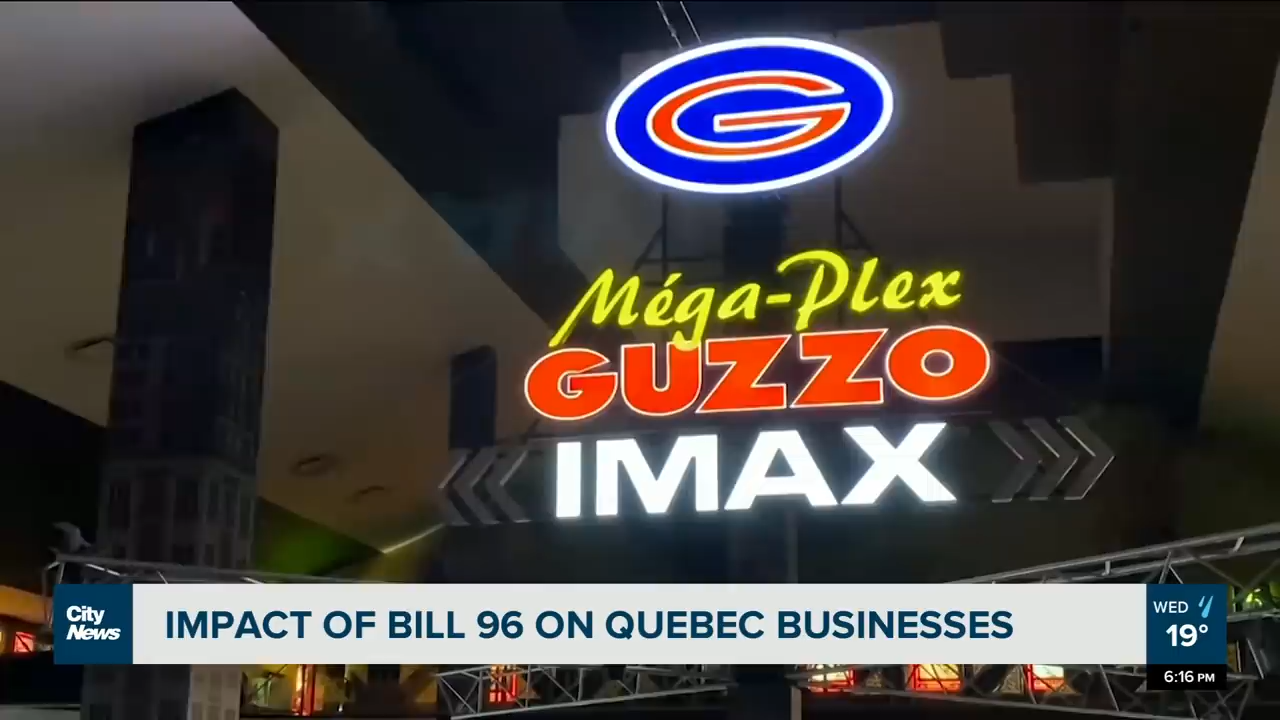 G
Méga-Plex
GUZZO
IMAX
City
News
IMPACT OF BILL 96 ON QUEBEC BUSINESSES
WED
19°
6:16 PM